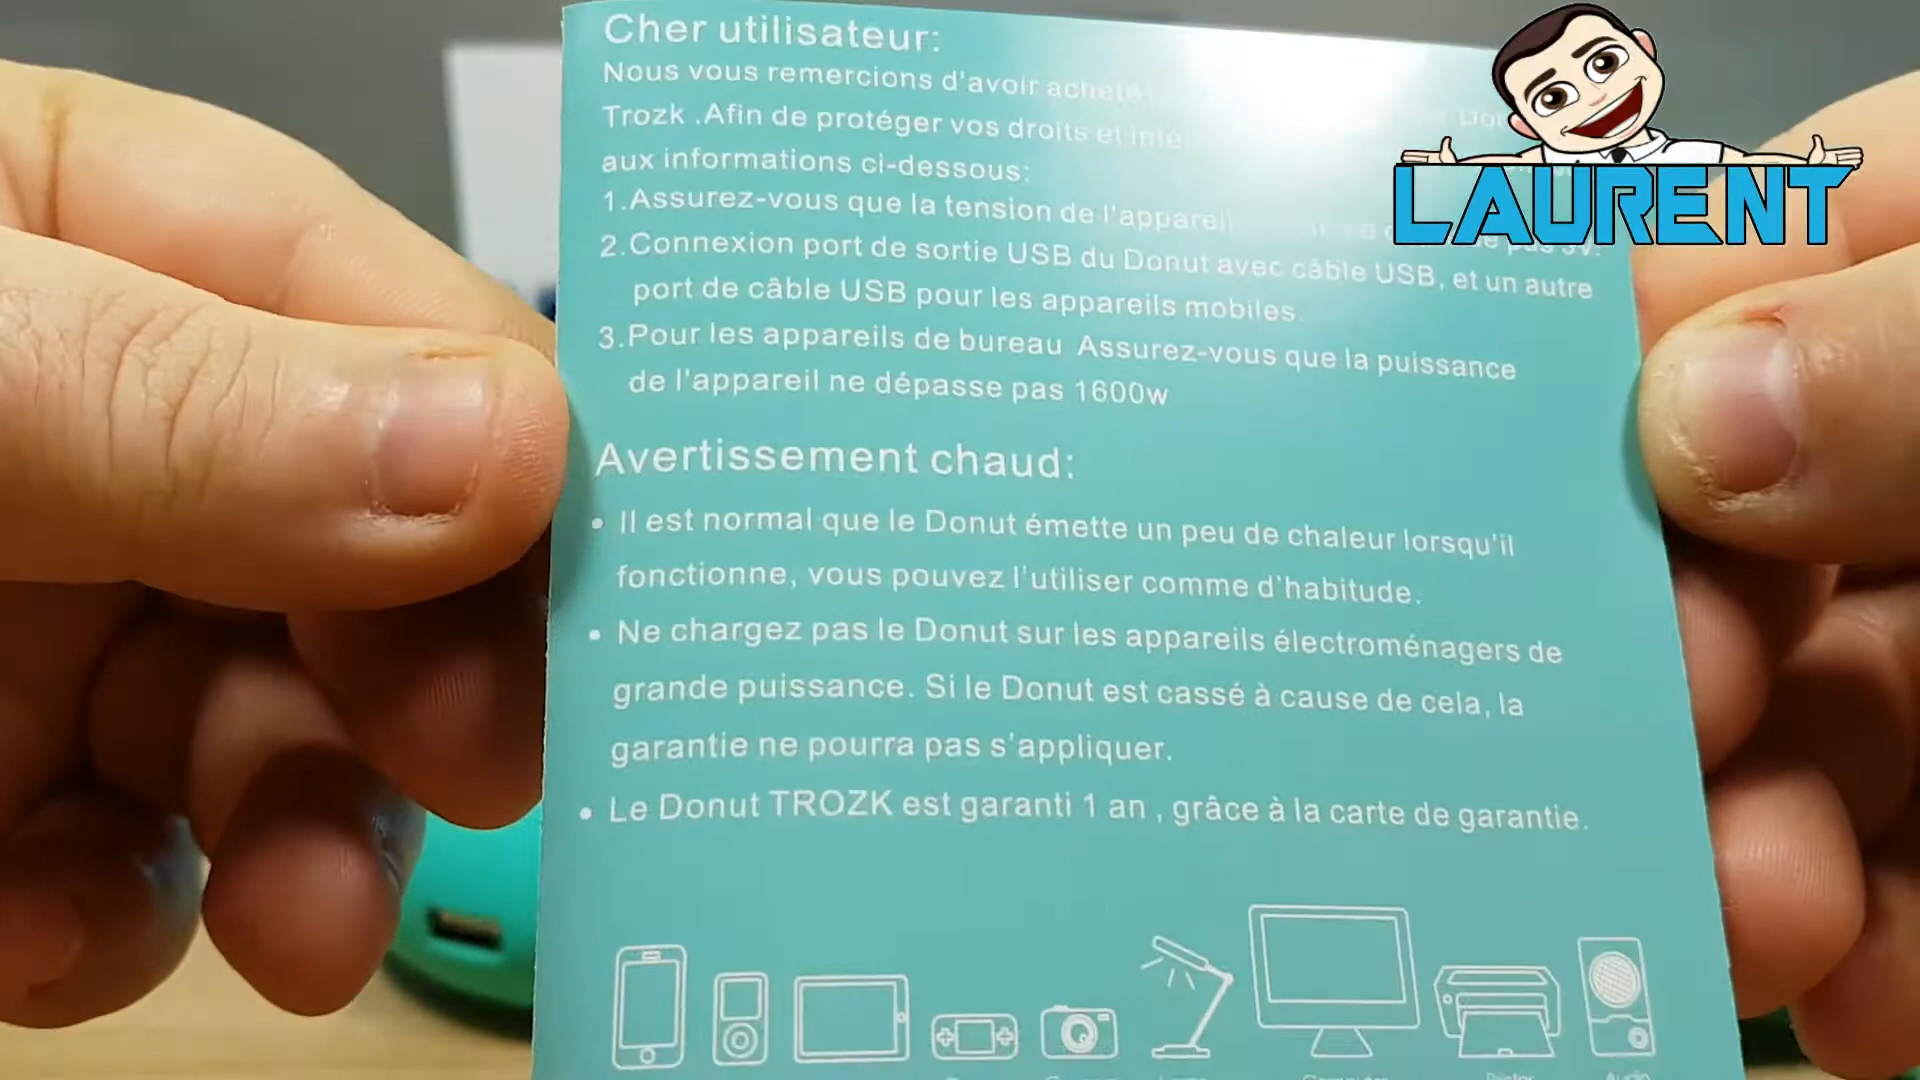 Cher utilisateur:
Nous vous remercions d'avoir acheté
Trozk .Afin de protéger vos droits et
aux informations ci-dessous:
1.Assurez-vous que la tension de l'appareil pas 5V.
2.Connexion port de sortie USB du Donut avec câble USB, et un autre
port de câble USB pour les appareils mobiles.
3.Pour les appareils de bureau Assurez-vous que la puissance
de l'appareil ne dépasse pas 1600w
Avertissement chaud:
• Il est normal que le Donut émette un peu de chaleur lorsqu'il
fonctionne, vous pouvez l'utiliser comme d'habitude.
• Ne chargez pas le Donut sur les appareils électroménagers de
grande puissance. Si le Donut est cassé à cause de cela, la
garantie ne pourra pas s'appliquer.
• Le Donut TROZK est garanti 1 an , grâce à la carte de garantie.
LAURENT